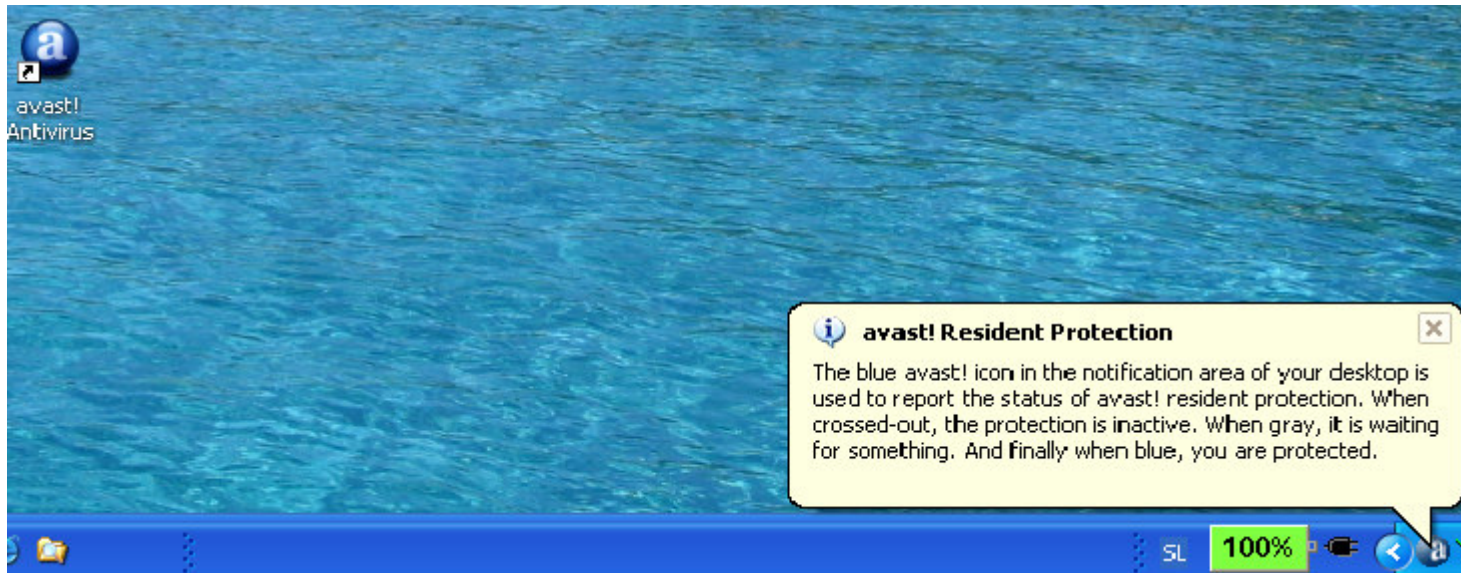 avast!
Antivirus
avast! Resident Protection
The blue avast! icon in the notification area of your desktop is
used to report the status of avast! resident protection. When
crossed-out, the protection is inactive. When gray, it is waiting
for something. And finally when blue, you are protected.
SL
100%